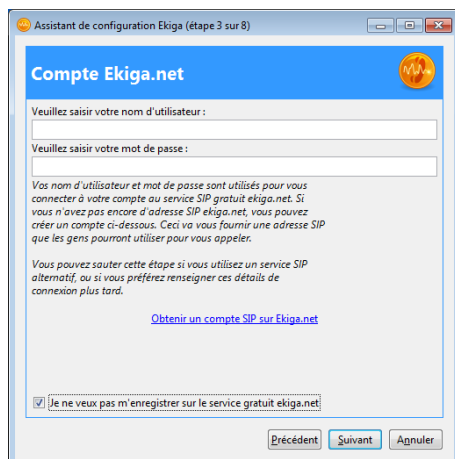 Assistant de configuration Ekiga (étape 3 sur 8)
Compte Ekiga.net
Veuillez saisir votre nom d'utilisateur :
Veuillez saisir votre mot de passe :
Vos nom d'utilisateur et mot de passe sont utilisés pour vous
connecter à votre compte au service SIP gratuit ekiga.net. Si
vous n'avez pas encore d'adresse SIP ekiga.net, vous pouvez
créer un compte ci-dessous. Ceci va vous fournir une adresse SIP
que les gens pourront utiliser pour vous appeler.
Vous pouvez sauter cette étape si vous utilisez un service SIP
alternatif, ou si vous préférez renseigner ces détails de
connexion plus tard.
Obtenir un compte SIP sur Ekiga.net
Je ne veux pas m'enregistrer sur le service gratuit ekiga.net
Précédent Suivant Annuler